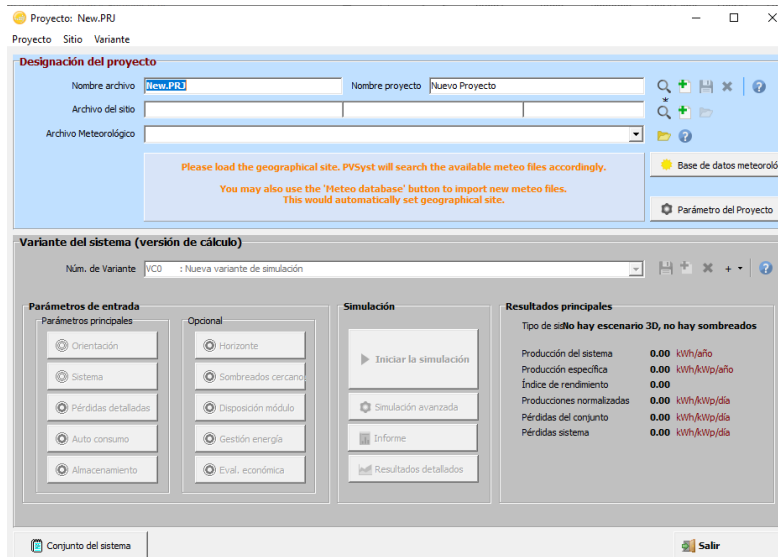 Proyecto: New.PRJ
Proyecto Sitio Variante
Designación del proyecto
Nombre archivo New.PRJ Nombre proyecto Nuevo Proyecto
Archivo del sitio
Archivo Meteorológico
Please load the geographical site. PVSyst will search the available meteo files accordingly.
You may also use the 'Meteo database' button to import new meteo files.
This would automatically set geographical site.
Base de datos meteoroló
Parámetro del Proyecto
Variante del sistema (versión de cálculo)
Núm. de Variante VC0 : Nueva variante de simulación
Parámetros de entrada
Parámetros principales
Orientación
Sistema
Pérdidas detalladas
Auto consumo
Almacenamiento
Opcional
Horizonte
Sombreados cercano
Disposición módulo
Gestión energía
Eval. económica
Simulación
Iniciar la simulación
Simulación avanzada
Informe
Resultados detallados
Resultados principales
Tipo de sis No hay escenario 3D, no hay sombreados
Producción del sistema 0.00 kWh/año
Producción específica 0.00 kWh/kWp/año
Índice de rendimiento 0.00
Producciones normalizadas 0.00 kWh/kWp/día
Pérdidas del conjunto 0.00 kWh/kWp/día
Pérdidas sistema 0.00 kWh/kWp/día
Conjunto del sistema
Salir